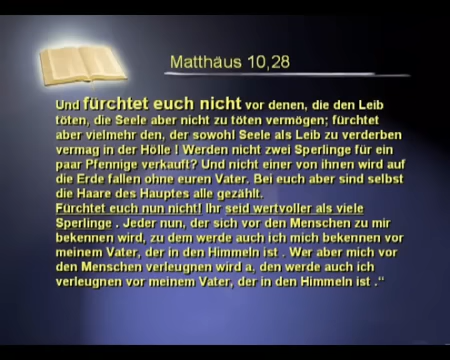 Matthäus 10,28
Und fürchtet euch nicht vor denen, die den Leib
töten, die Seele aber nicht zu töten vermögen; fürchtet
aber vielmehr den, der sowohl Seele als Leib zu verderben
vermag in der Hölle ! Werden nicht zwei Sperlinge für ein
paar Pfennige verkauft? Und nicht einer von ihnen wird auf
die Erde fallen ohne euren Vater. Bei euch aber sind selbst
die Haare des Hauptes alle gezählt.
Fürchtet euch nun nicht! Ihr seid wertvoller als viele
Sperlinge . Jeder nun, der sich vor den Menschen zu mir
bekennen wird, zu dem werde auch ich mich bekennen vor
meinem Vater, der in den Himmeln ist . Wer aber mich vor
den Menschen verleugnen wird a, den werde auch ich
verleugnen vor meinem Vater, der in den Himmeln ist .“